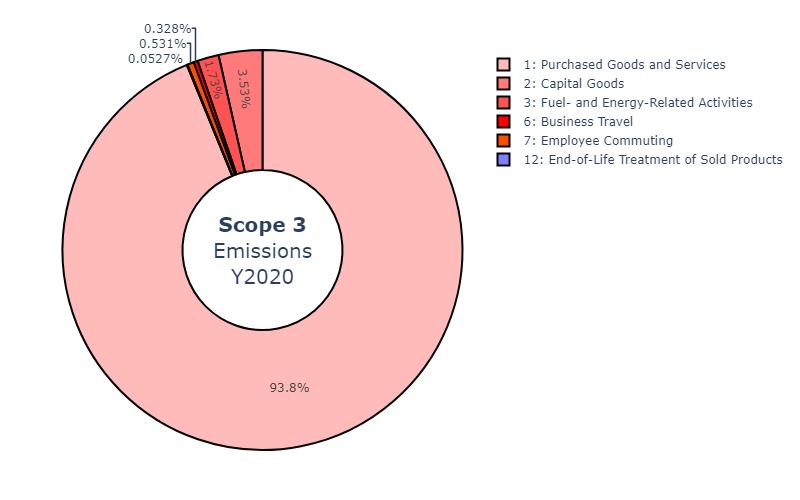 0.328%
0.531%
0.0527%
1.73%
3.53%
93.8%
Scope 3
Emissions
Y2020
1: Purchased Goods and Services
2: Capital Goods
3: Fuel- and Energy-Related Activities
6: Business Travel
7: Employee Commuting
12: End-of-Life Treatment of Sold Products